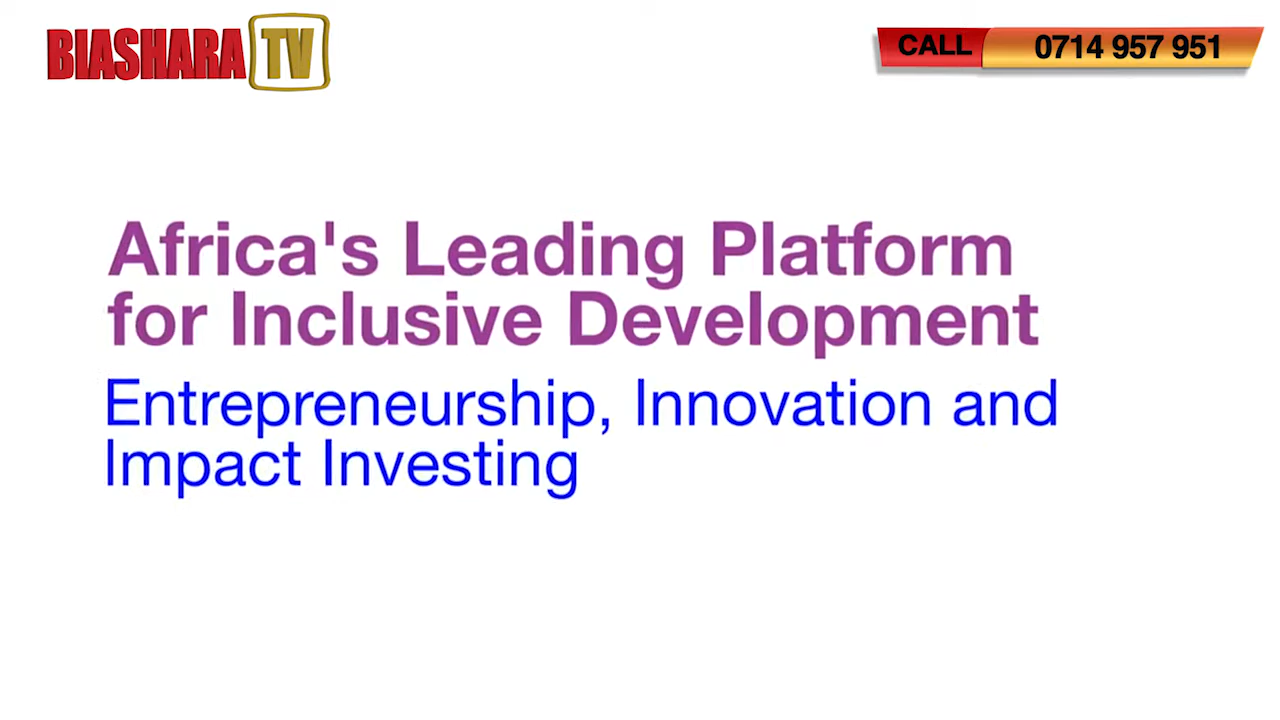 BIASHARA TV
CALL 0714 957 951
Africa's Leading Platform
for Inclusive Development
Entrepreneurship, Innovation and
Impact Investing